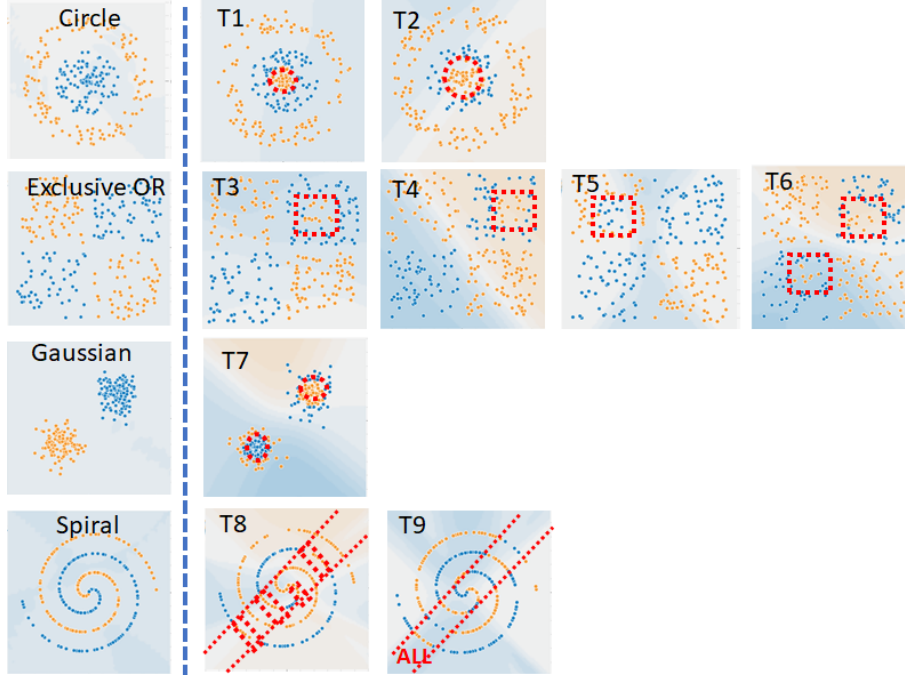 Circle
T1
T2
Exclusive OR
T3
T4
T5
T6
Gaussian
T7
Spiral
T8
T9
ALL